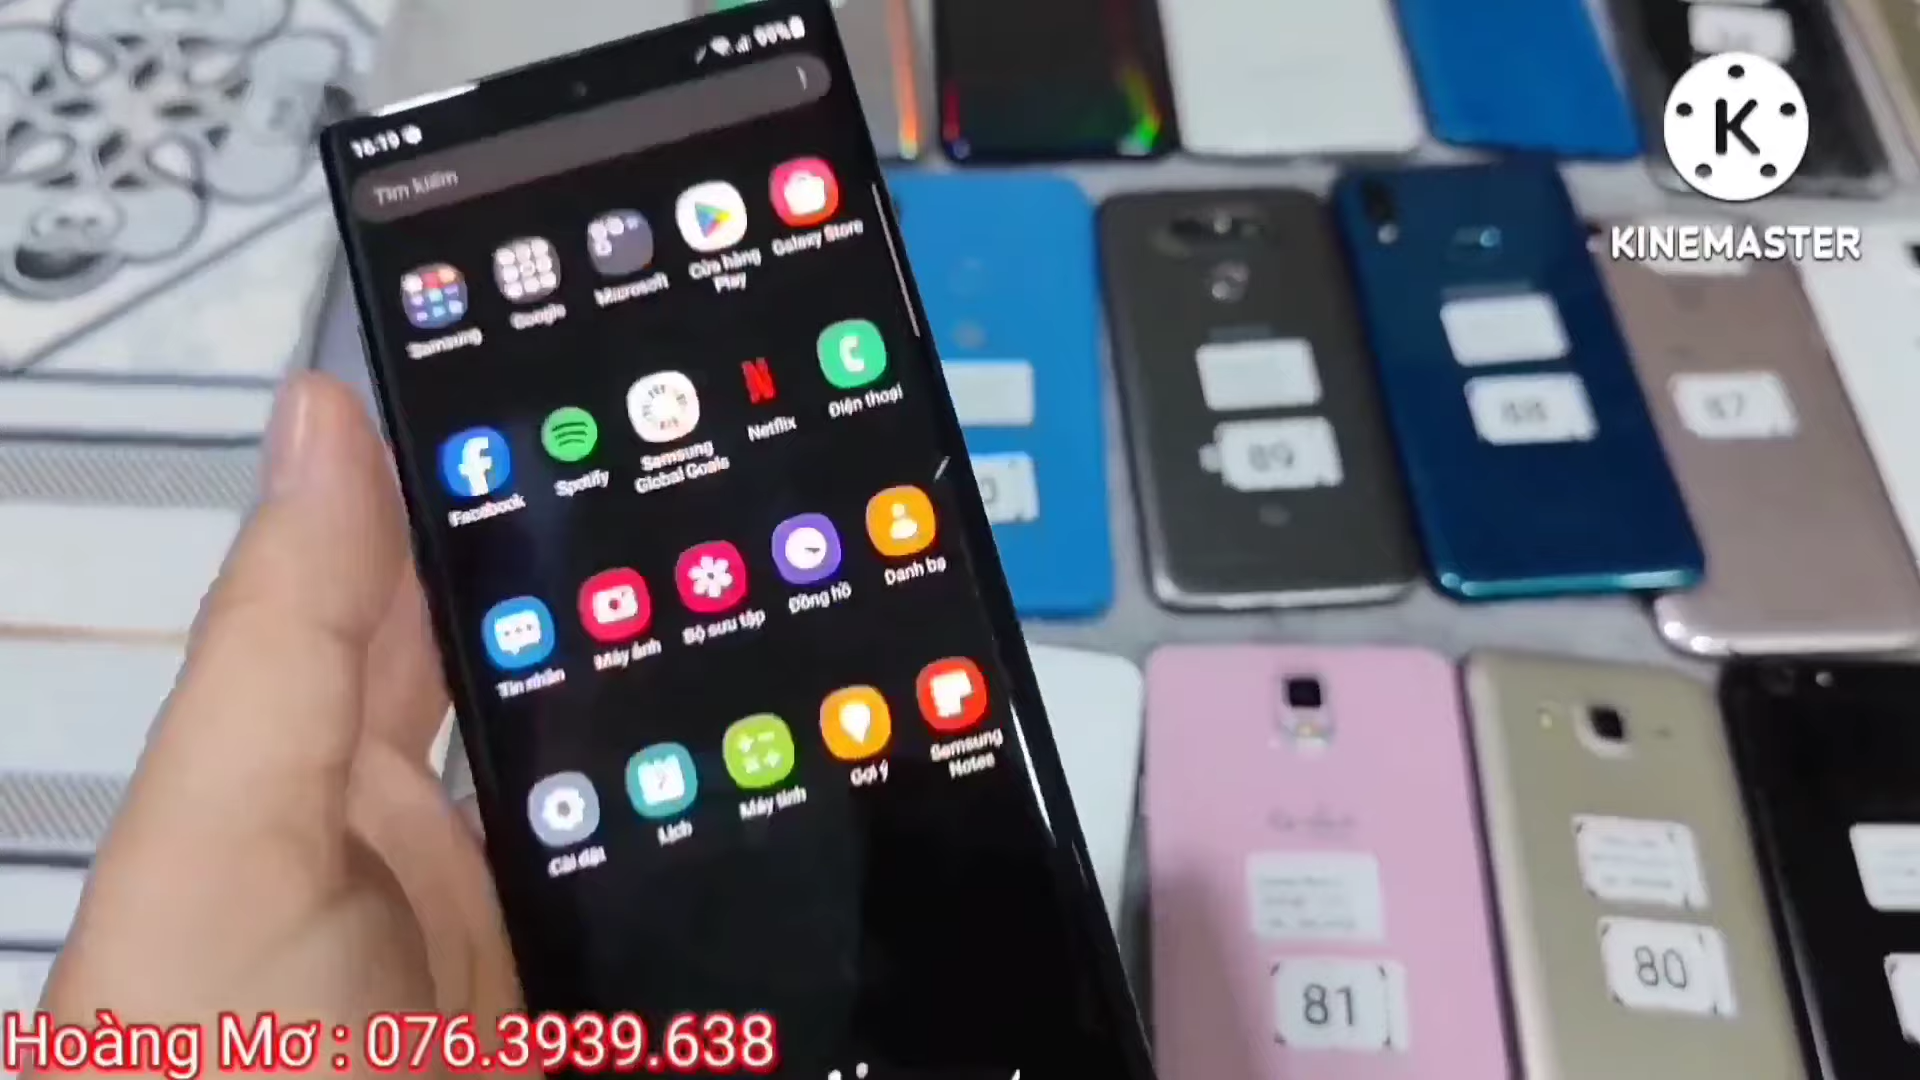 16:19
99%
Tìm kiếm
Samsung
Google
Microsoft
Cửa hàng
Play
Galaxy Store
Facebook
Spotify
Samsung
Global Goals
Netflix
Điện thoại
Tin nhắn
Máy ảnh
Bộ sưu tập
Đồng hồ
Danh bạ
Cài đặt
Lịch
Máy tính
Gợi ý
Samsung
Notes
K
KINEMASTER
89
88
87
81
80
Hoàng Mơ : 076.3939.638